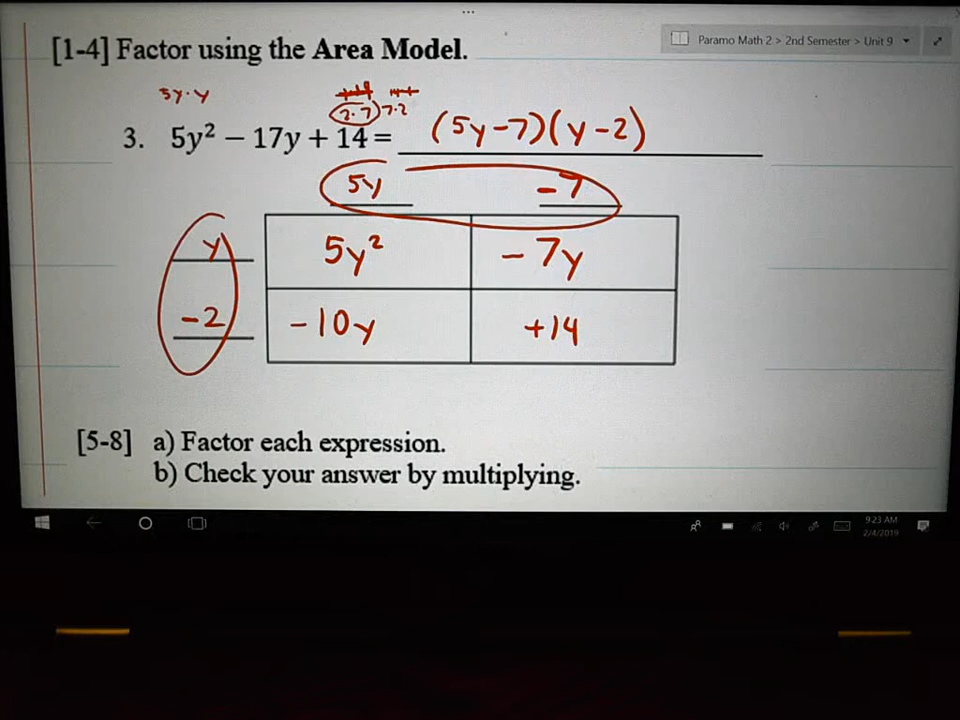 [1-4] Factor using the Area Model.
Paramo Math 2 > 2nd Semester > Unit 9
5y·y
2·7 7·2
3. 5y² – 17y + 14 = (5y-7)(y-2)
5y -7
y 5y² -7y
-2 -10y +14
[5-8] a) Factor each expression.
b) Check your answer by multiplying.
9:23 AM
2/4/2019